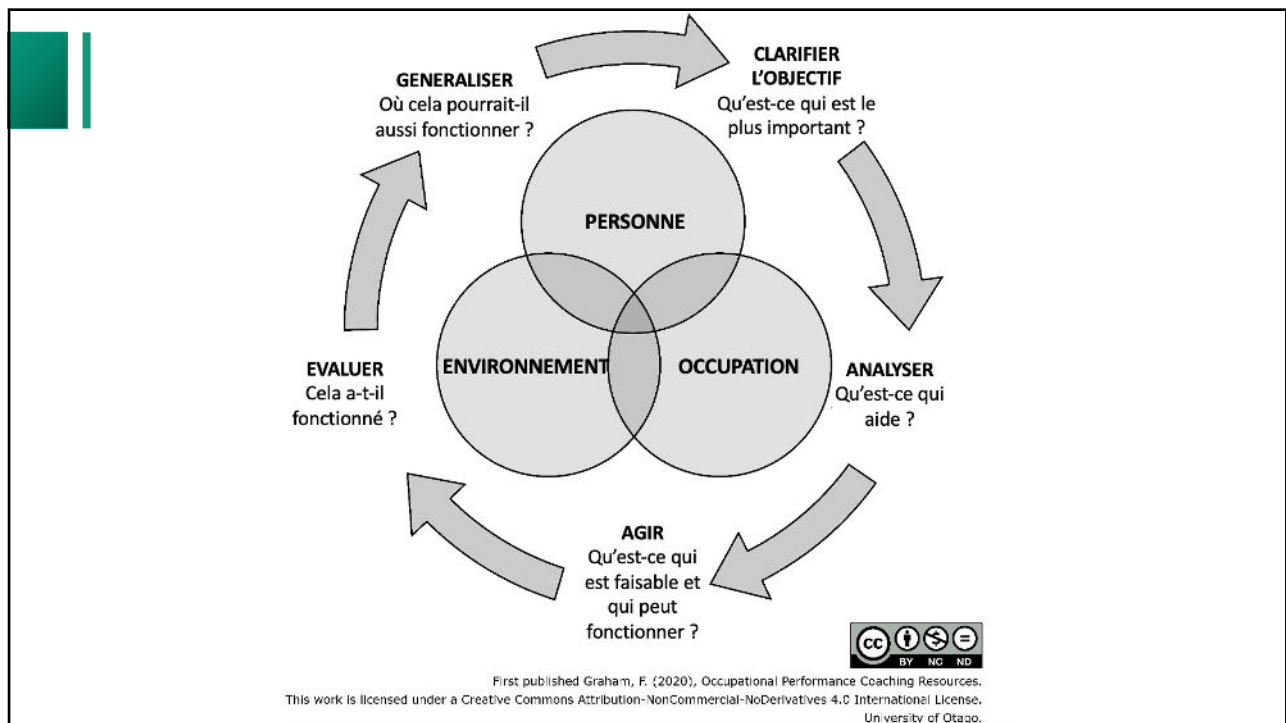 GENERALISER
Où cela pourrait-il
aussi fonctionner ?
CLARIFIER
L'OBJECTIF
Qu'est-ce qui est le
plus important ?
PERSONNE
ENVIRONNEMENT
OCCUPATION
ANALYSER
Qu'est-ce qui
aide ?
AGIR
Qu'est-ce qui
est faisable et
qui peut
fonctionner ?
EVALUER
Cela a-t-il
fonctionné ?
cc
BY NC ND
First published Graham, F. (2020), Occupational Performance Coaching Resources.
This work is licensed under a Creative Commons Attribution-NonCommercial-NoDerivatives 4.0 International License.
University of Otago.